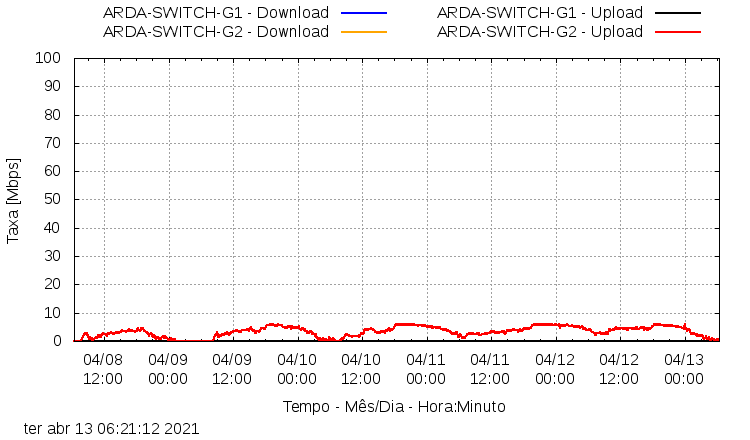 ARDA-SWITCH-G1 - Download ARDA-SWITCH-G1 - Upload
ARDA-SWITCH-G2 - Download ARDA-SWITCH-G2 - Upload
100
90
80
70
60
50
40
30
20
10
0
Taxa [Mbps]
04/08 04/09 04/09 04/10 04/10 04/11 04/11 04/12 04/12 04/13
12:00 00:00 12:00 00:00 12:00 00:00 12:00 00:00 12:00 00:00
Tempo - Mês/Dia - Hora:Minuto
ter abr 13 06:21:12 2021